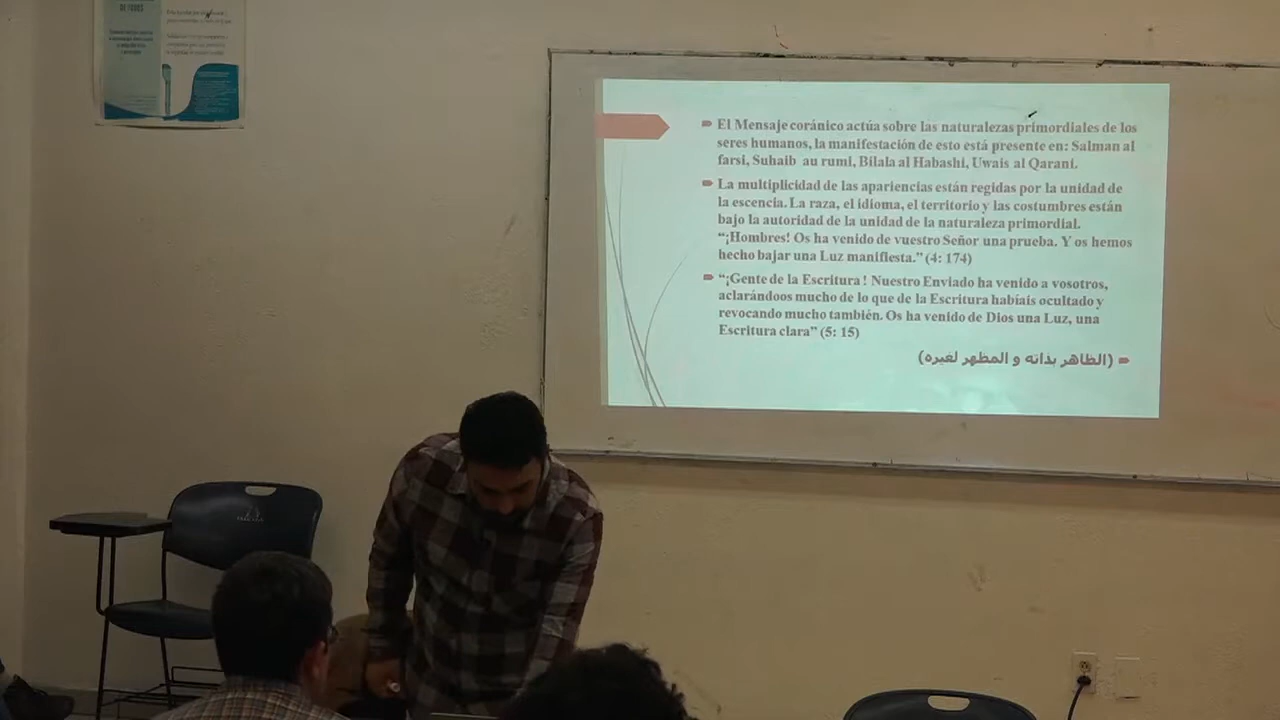 DE TODOS
El Mensaje coránico actúa sobre las naturalezas primordiales de los
seres humanos, la manifestación de esto está presente en: Salman al
farsi, Suhaib au rumi, Bilala al Habashi, Uwais al Qarani.
La multiplicidad de las apariencias están regidas por la unidad de
la escencia. La raza, el idioma, el territorio y las costumbres están
bajo la autoridad de la unidad de la naturaleza primordial.
“¡Hombres! Os ha venido de vuestro Señor una prueba. Y os hemos
hecho bajar una Luz manifiesta.” (4: 174)
“¡Gente de la Escritura ! Nuestro Enviado ha venido a vosotros,
aclarándoos mucho de lo que de la Escritura habíais ocultado y
revocando mucho también. Os ha venido de Dios una Luz, una
Escritura clara” (5: 15)
(الظاهر بذاته و المظهر لغيره)